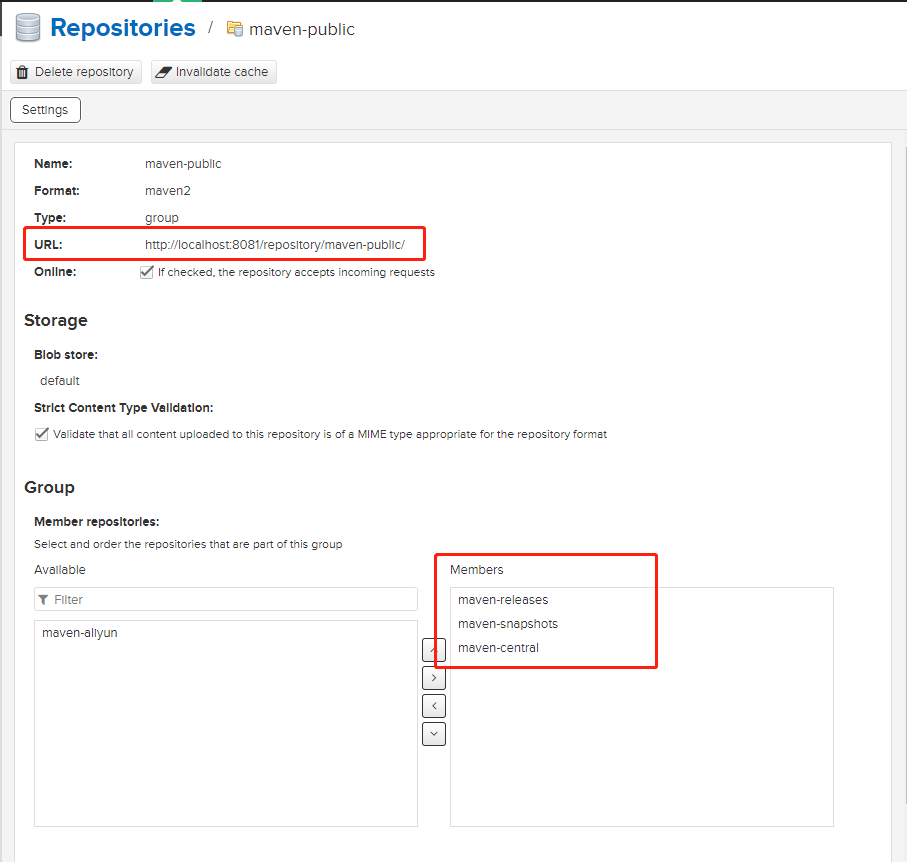 Repositories / maven-public
Delete repository Invalidate cache
Settings
Name: maven-public
Format: maven2
Type: group
URL: http://localhost:8081/repository/maven-public/
Online: If checked, the repository accepts incoming requests
Storage
Blob store:
default
Strict Content Type Validation:
Validate that all content uploaded to this repository is of a MIME type appropriate for the repository format
Group
Member repositories:
Select and order the repositories that are part of this group
Available
Filter
maven-aliyun
Members
maven-releases
maven-snapshots
maven-central